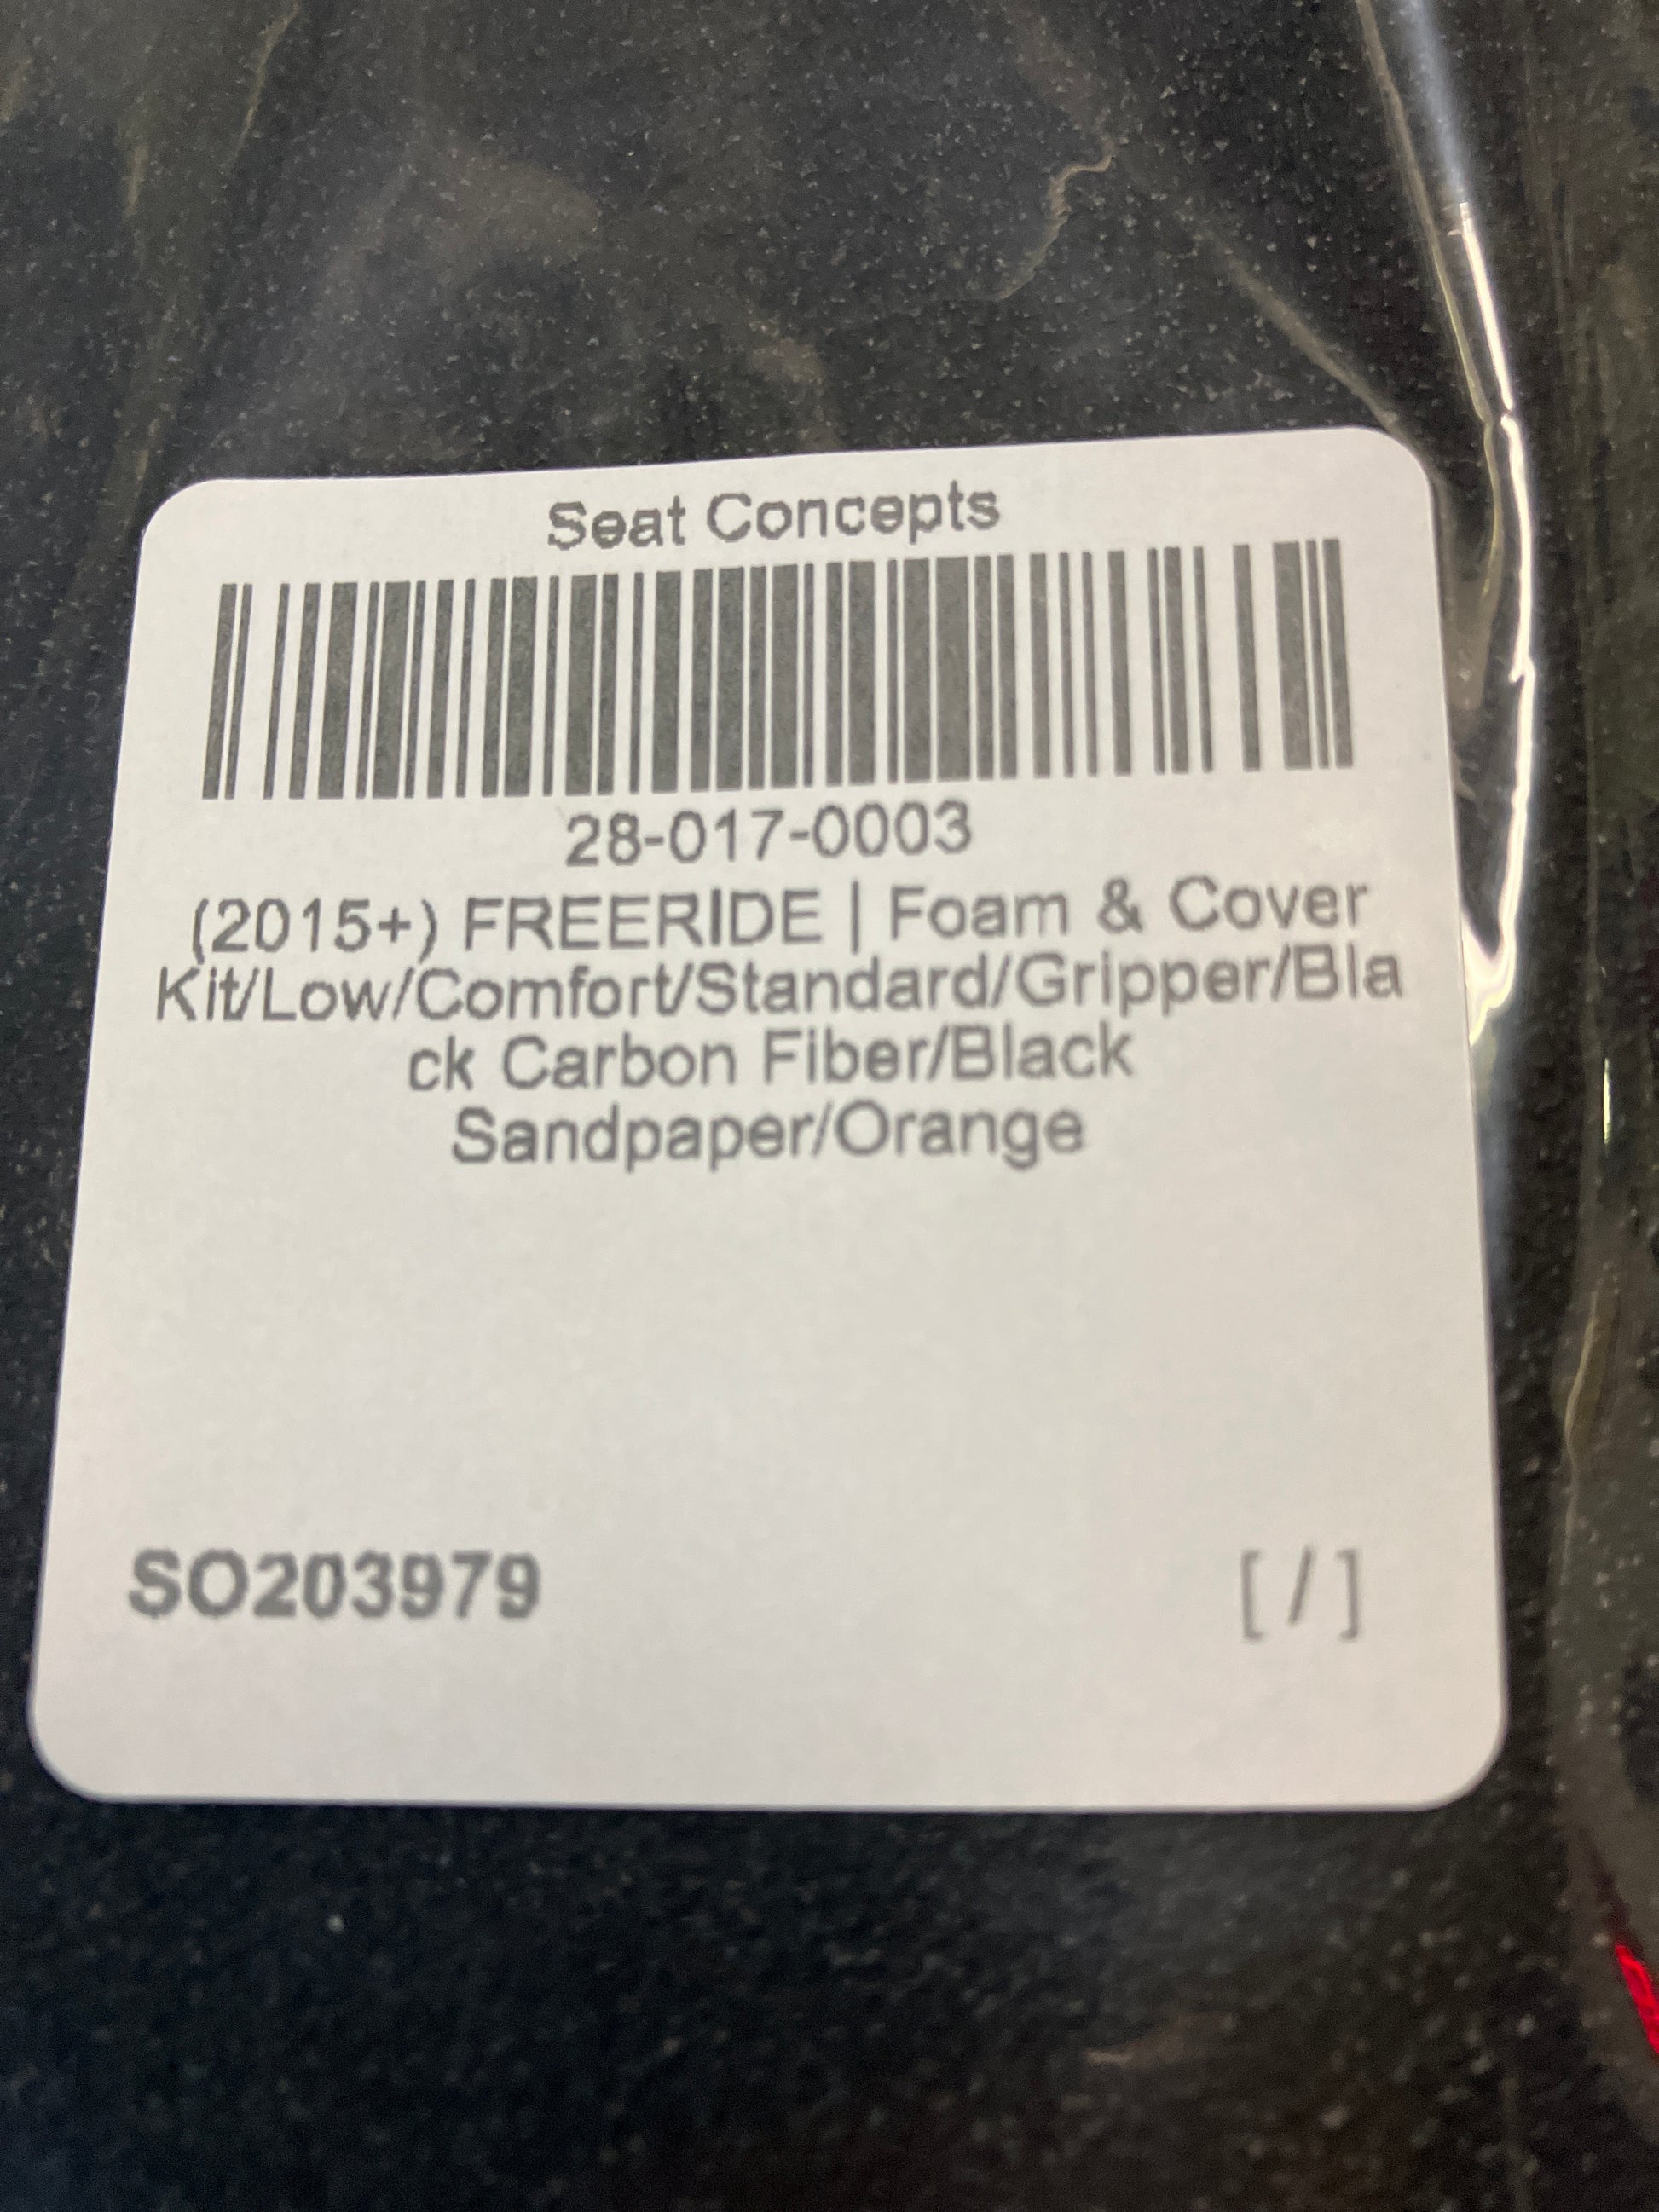 Seat Concepts
28-017-0003
(2015+) FREERIDE | Foam & Cover
Kit/Low/Comfort/Standard/Gripper/Bla
ck Carbon Fiber/Black
Sandpaper/Orange
SO203979 [ / ]